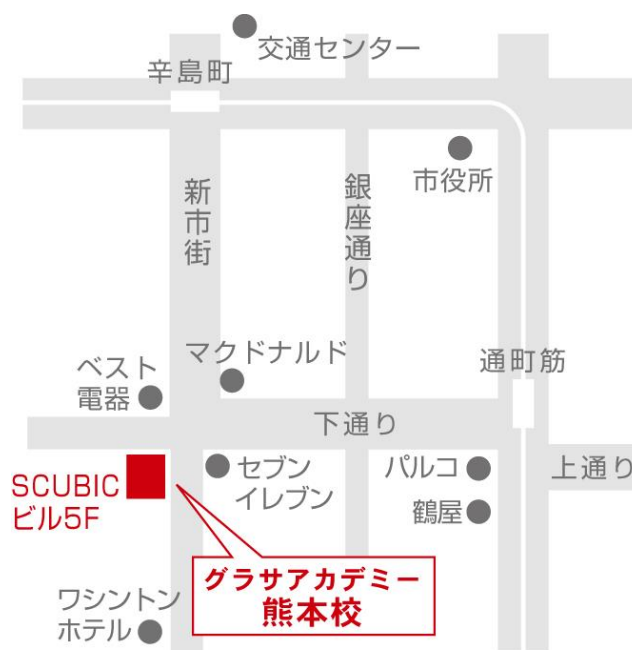 交通センター
辛島町
市役所
新市街
銀座通り
マクドナルド
通町筋
ベスト
電器
下通り
セブン
イレブン
パルコ
上通り
鶴屋
SCUBIC
ビル5F
グラサアカデミー
熊本校
ワシントン
ホテル